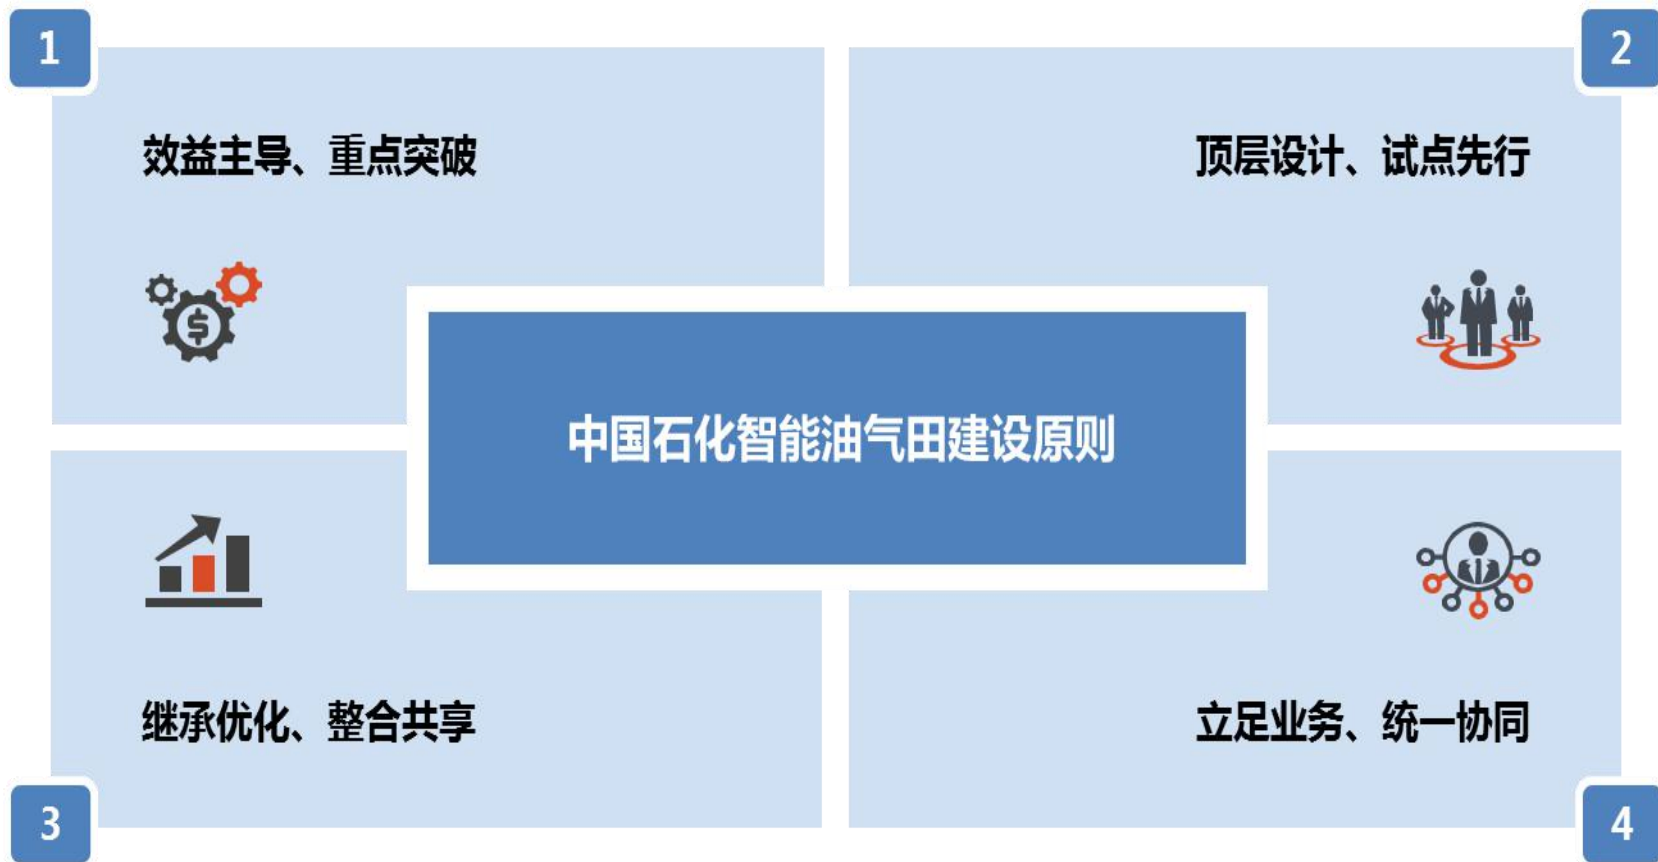 1
效益主导、重点突破
2
顶层设计、试点先行
中国石化智能油气田建设原则
3
继承优化、整合共享
4
立足业务、统一协同